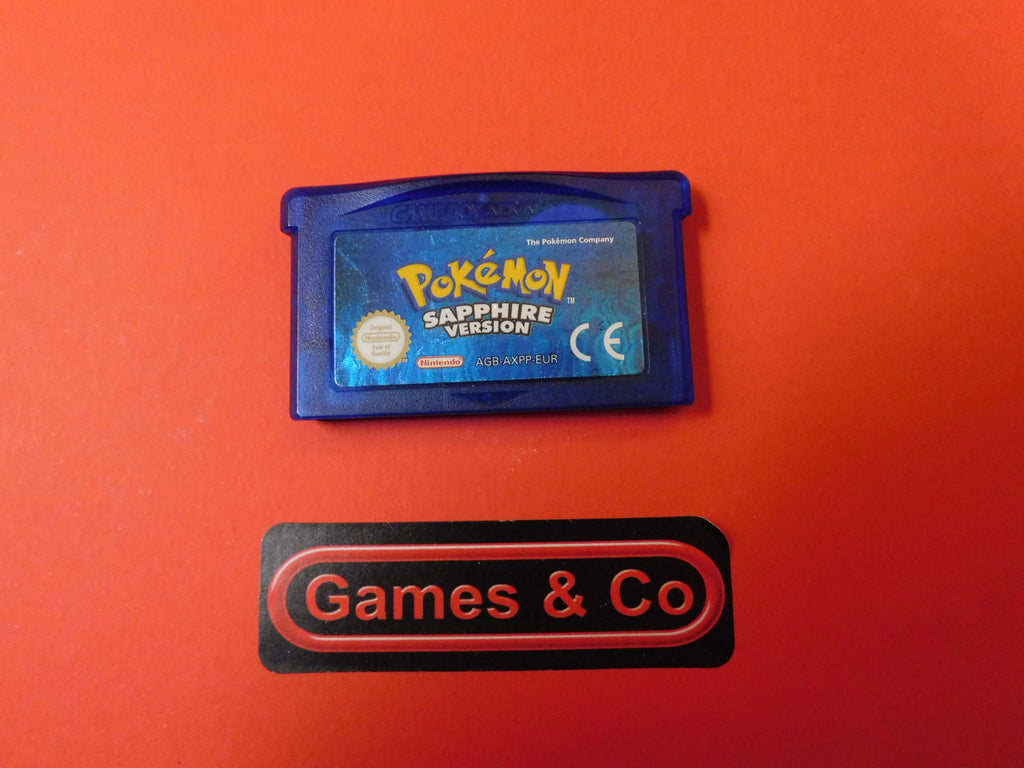 GAME BOY ADVANCE
The Pokémon Company
POKéMON™
SAPPHIRE
VERSION
Original
Nintendo
Seal of
Quality
Nintendo
AGB-AXPP-EUR
CE
Games & Co